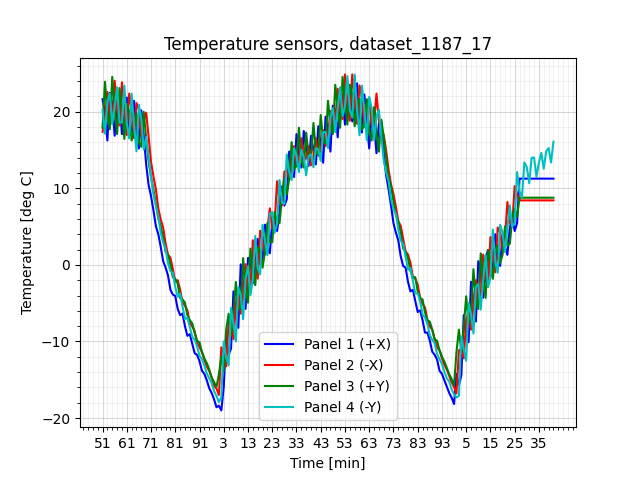 Temperature sensors, dataset_1187_17
Temperature [deg C]
20
10
0
−10
−20
Panel 1 (+X)
Panel 2 (-X)
Panel 3 (+Y)
Panel 4 (-Y)
51 61 71 81 91 3 13 23 33 43 53 63 73 83 93 5 15 25 35
Time [min]